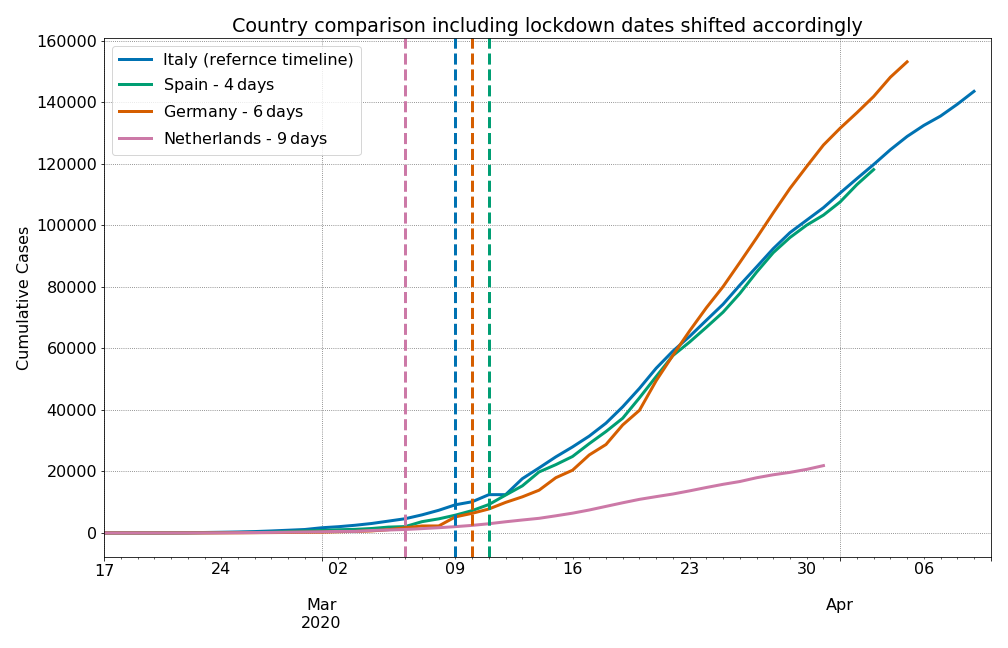 Country comparison including lockdown dates shifted accordingly
Cumulative Cases
160000
140000
120000
100000
80000
60000
40000
20000
0
Italy (refernce timeline)
Spain - 4 days
Germany - 6 days
Netherlands - 9 days
17 24 02 09 16 23 30 06
Mar Apr
2020